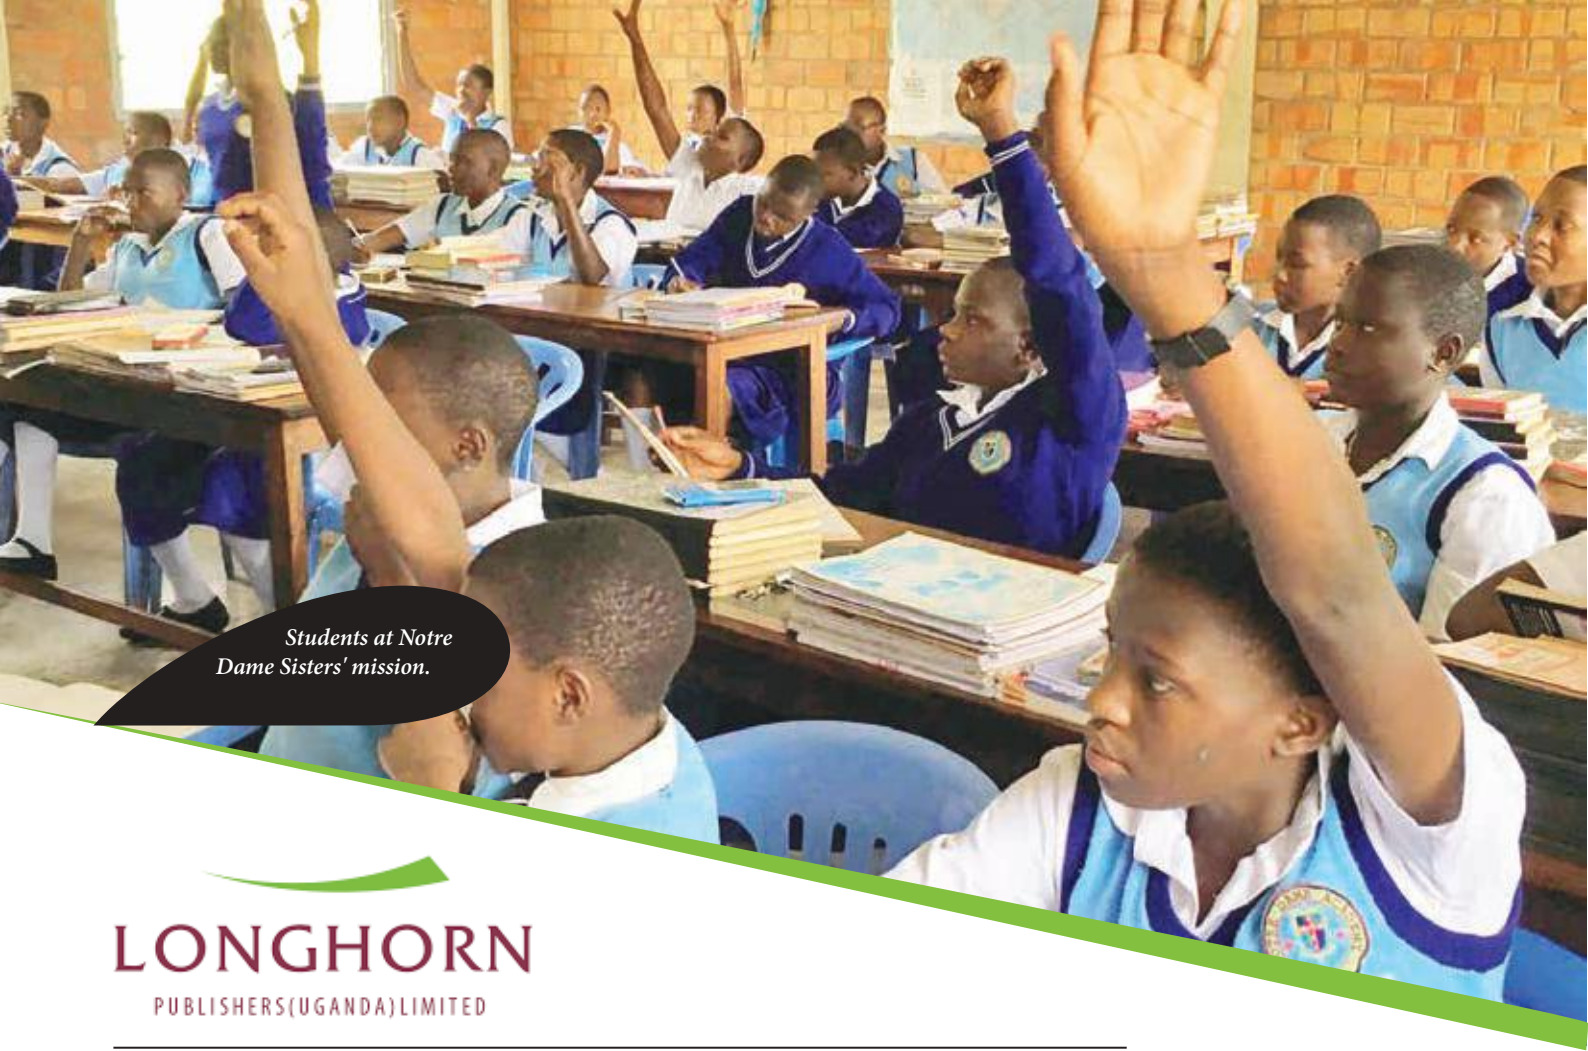 Students at Notre
Dame Sisters' mission.
LONGHORN
PUBLISHERS(UGANDA)LIMITED